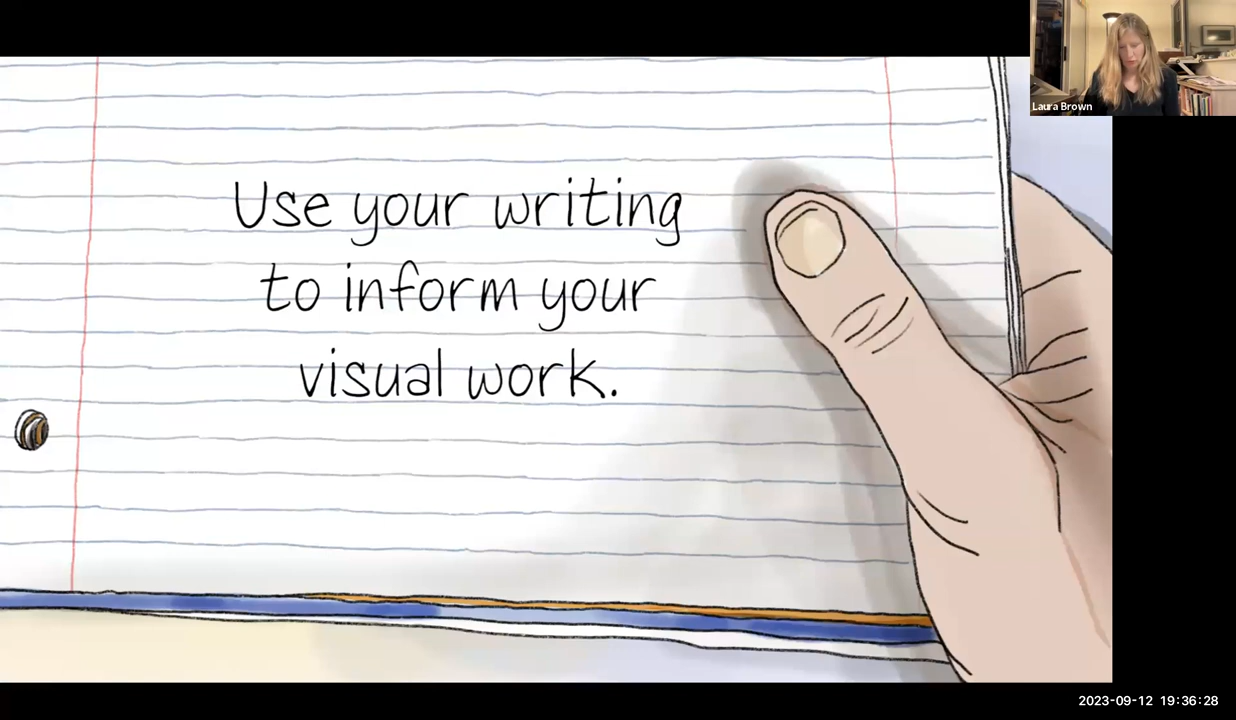 Laura Brown
Use your writing
to inform your
visual work.
2023-09-12 19:36:28